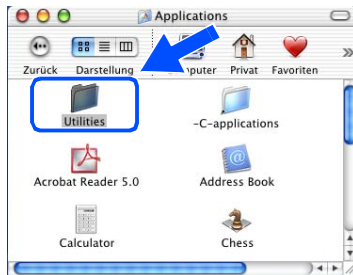 Applications
Zurück Darstellung Computer Privat Favoriten
Utilities -C-applications
Acrobat Reader 5.0 Address Book
Calculator Chess